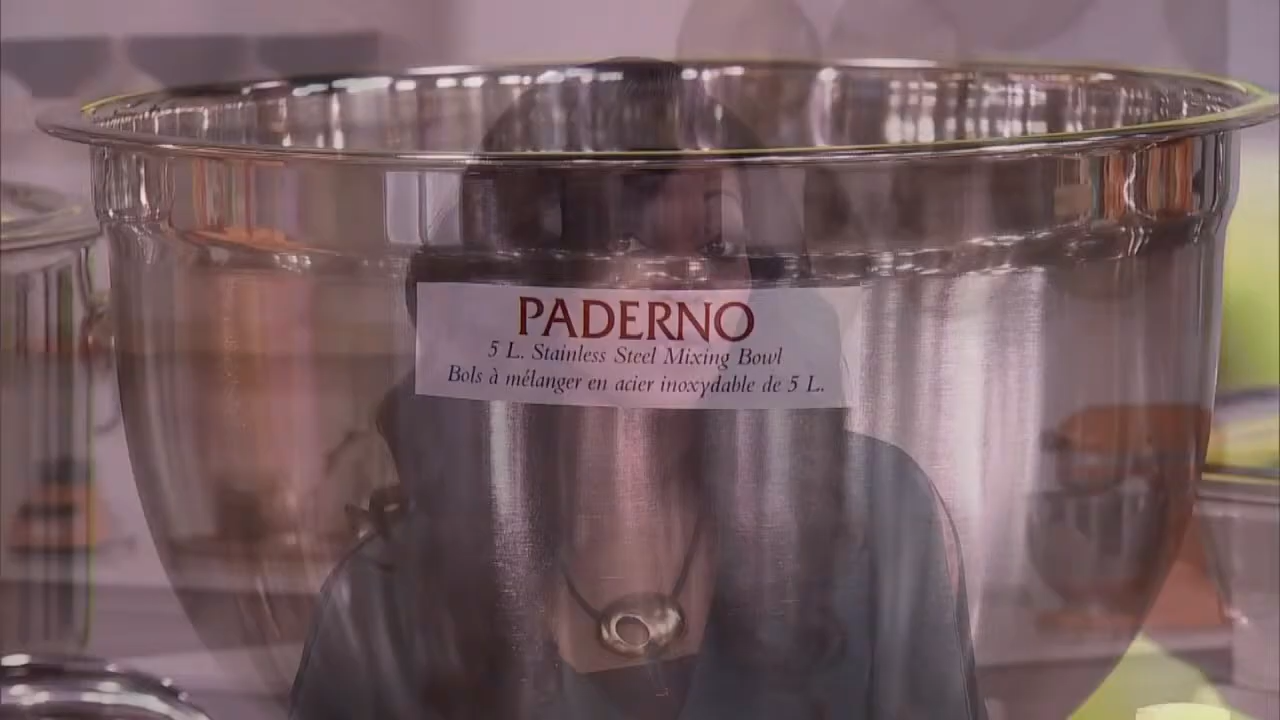 PADERNO
5 L. Stainless Steel Mixing Bowl
Bols à mélanger en acier inoxydable de 5 L.